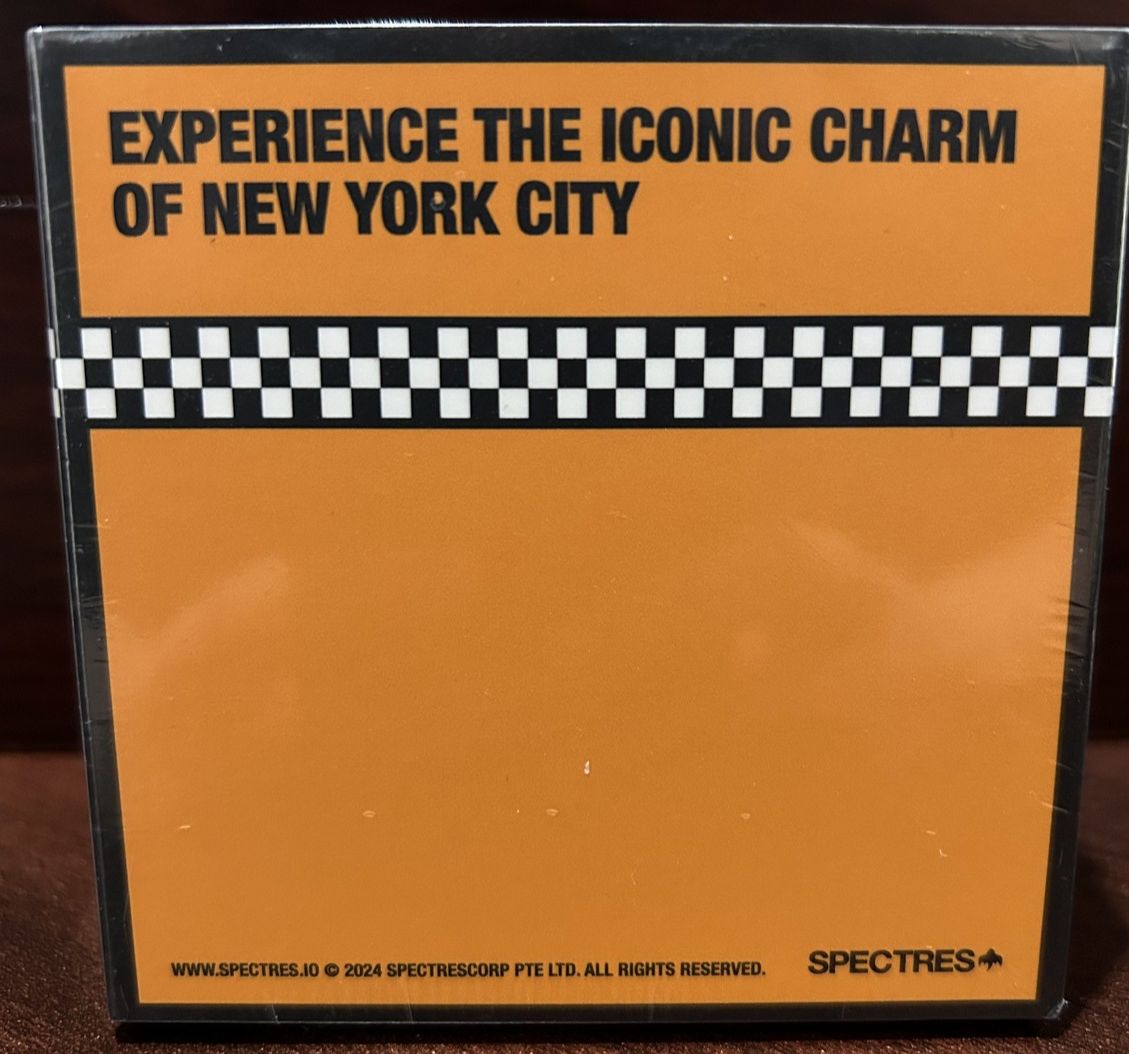 EXPERIENCE THE ICONIC CHARM
OF NEW YORK CITY
WWW.SPECTRES.IO © 2024 SPECTRESCORP PTE LTD. ALL RIGHTS RESERVED.
SPECTRES